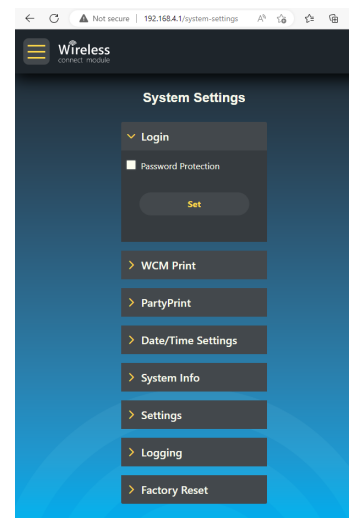 Not secure | 192.168.4.1/system-settings
Wireless
connect module
System Settings
Login
Password Protection
Set
WCM Print
PartyPrint
Date/Time Settings
System Info
Settings
Logging
Factory Reset